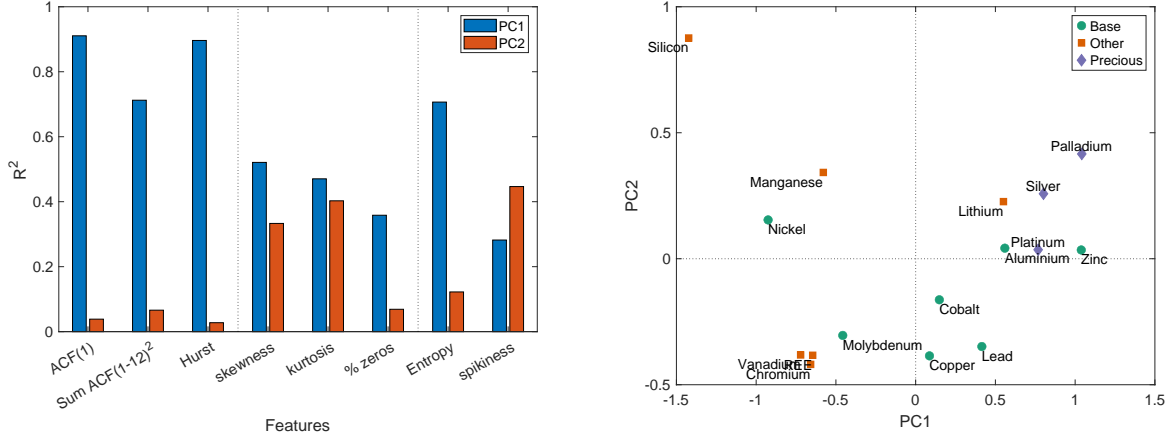 1
0.8
0.6
0.4
0.2
0
R2
PC1
PC2
ACF(1)
Sum ACF(1-12)2
Hurst
skewness
kurtosis
% zeros
Entropy
spikiness
Features
1
0.5
0
-0.5
PC2
Base
Other
Precious
Silicon
Palladium
Manganese
Silver
Lithium
Nickel
Platinum
Aluminium
Zinc
Cobalt
Molybdenum
Lead
Vanadium
REE
Copper
Chromium
-1.5
-1
-0.5
0
0.5
1
1.5
PC1